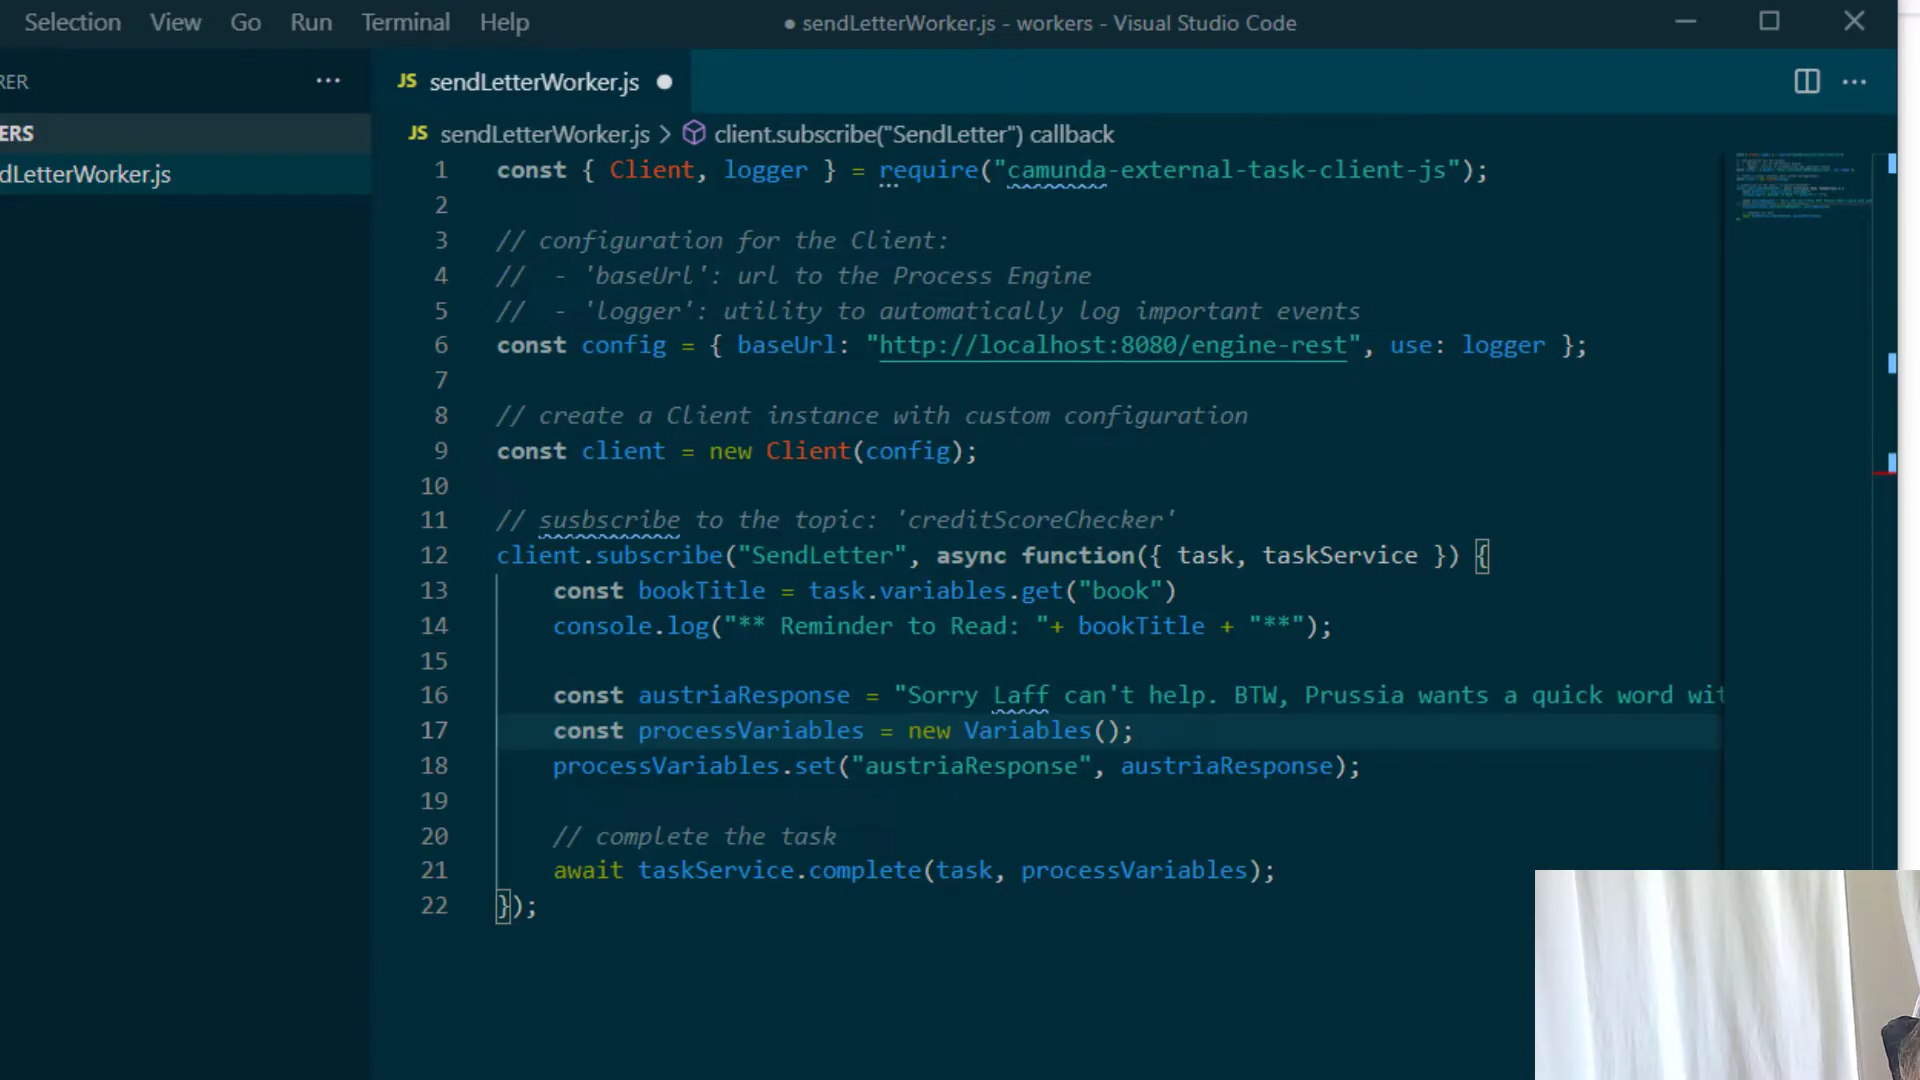 Selection View Go Run Terminal Help ● sendLetterWorker.js - workers - Visual Studio Code
RER ··· JS sendLetterWorker.js ●
ERS
dLetterWorker.js
JS sendLetterWorker.js > client.subscribe("SendLetter") callback
1 const { Client, logger } = require("camunda-external-task-client-js");
2
3 // configuration for the Client:
4 //  - 'baseUrl': url to the Process Engine
5 //  - 'logger': utility to automatically log important events
6 const config = { baseUrl: "http://localhost:8080/engine-rest", use: logger };
7
8 // create a Client instance with custom configuration
9 const client = new Client(config);
10
11 // susbscribe to the topic: 'creditScoreChecker'
12 client.subscribe("SendLetter", async function({ task, taskService }) {
13     const bookTitle = task.variables.get("book")
14     console.log("** Reminder to Read: "+ bookTitle + "**");
15
16     const austriaResponse = "Sorry Laff can't help. BTW, Prussia wants a quick word wit
17     const processVariables = new Variables();
18     processVariables.set("austriaResponse", austriaResponse);
19
20     // complete the task
21     await taskService.complete(task, processVariables);
22 });